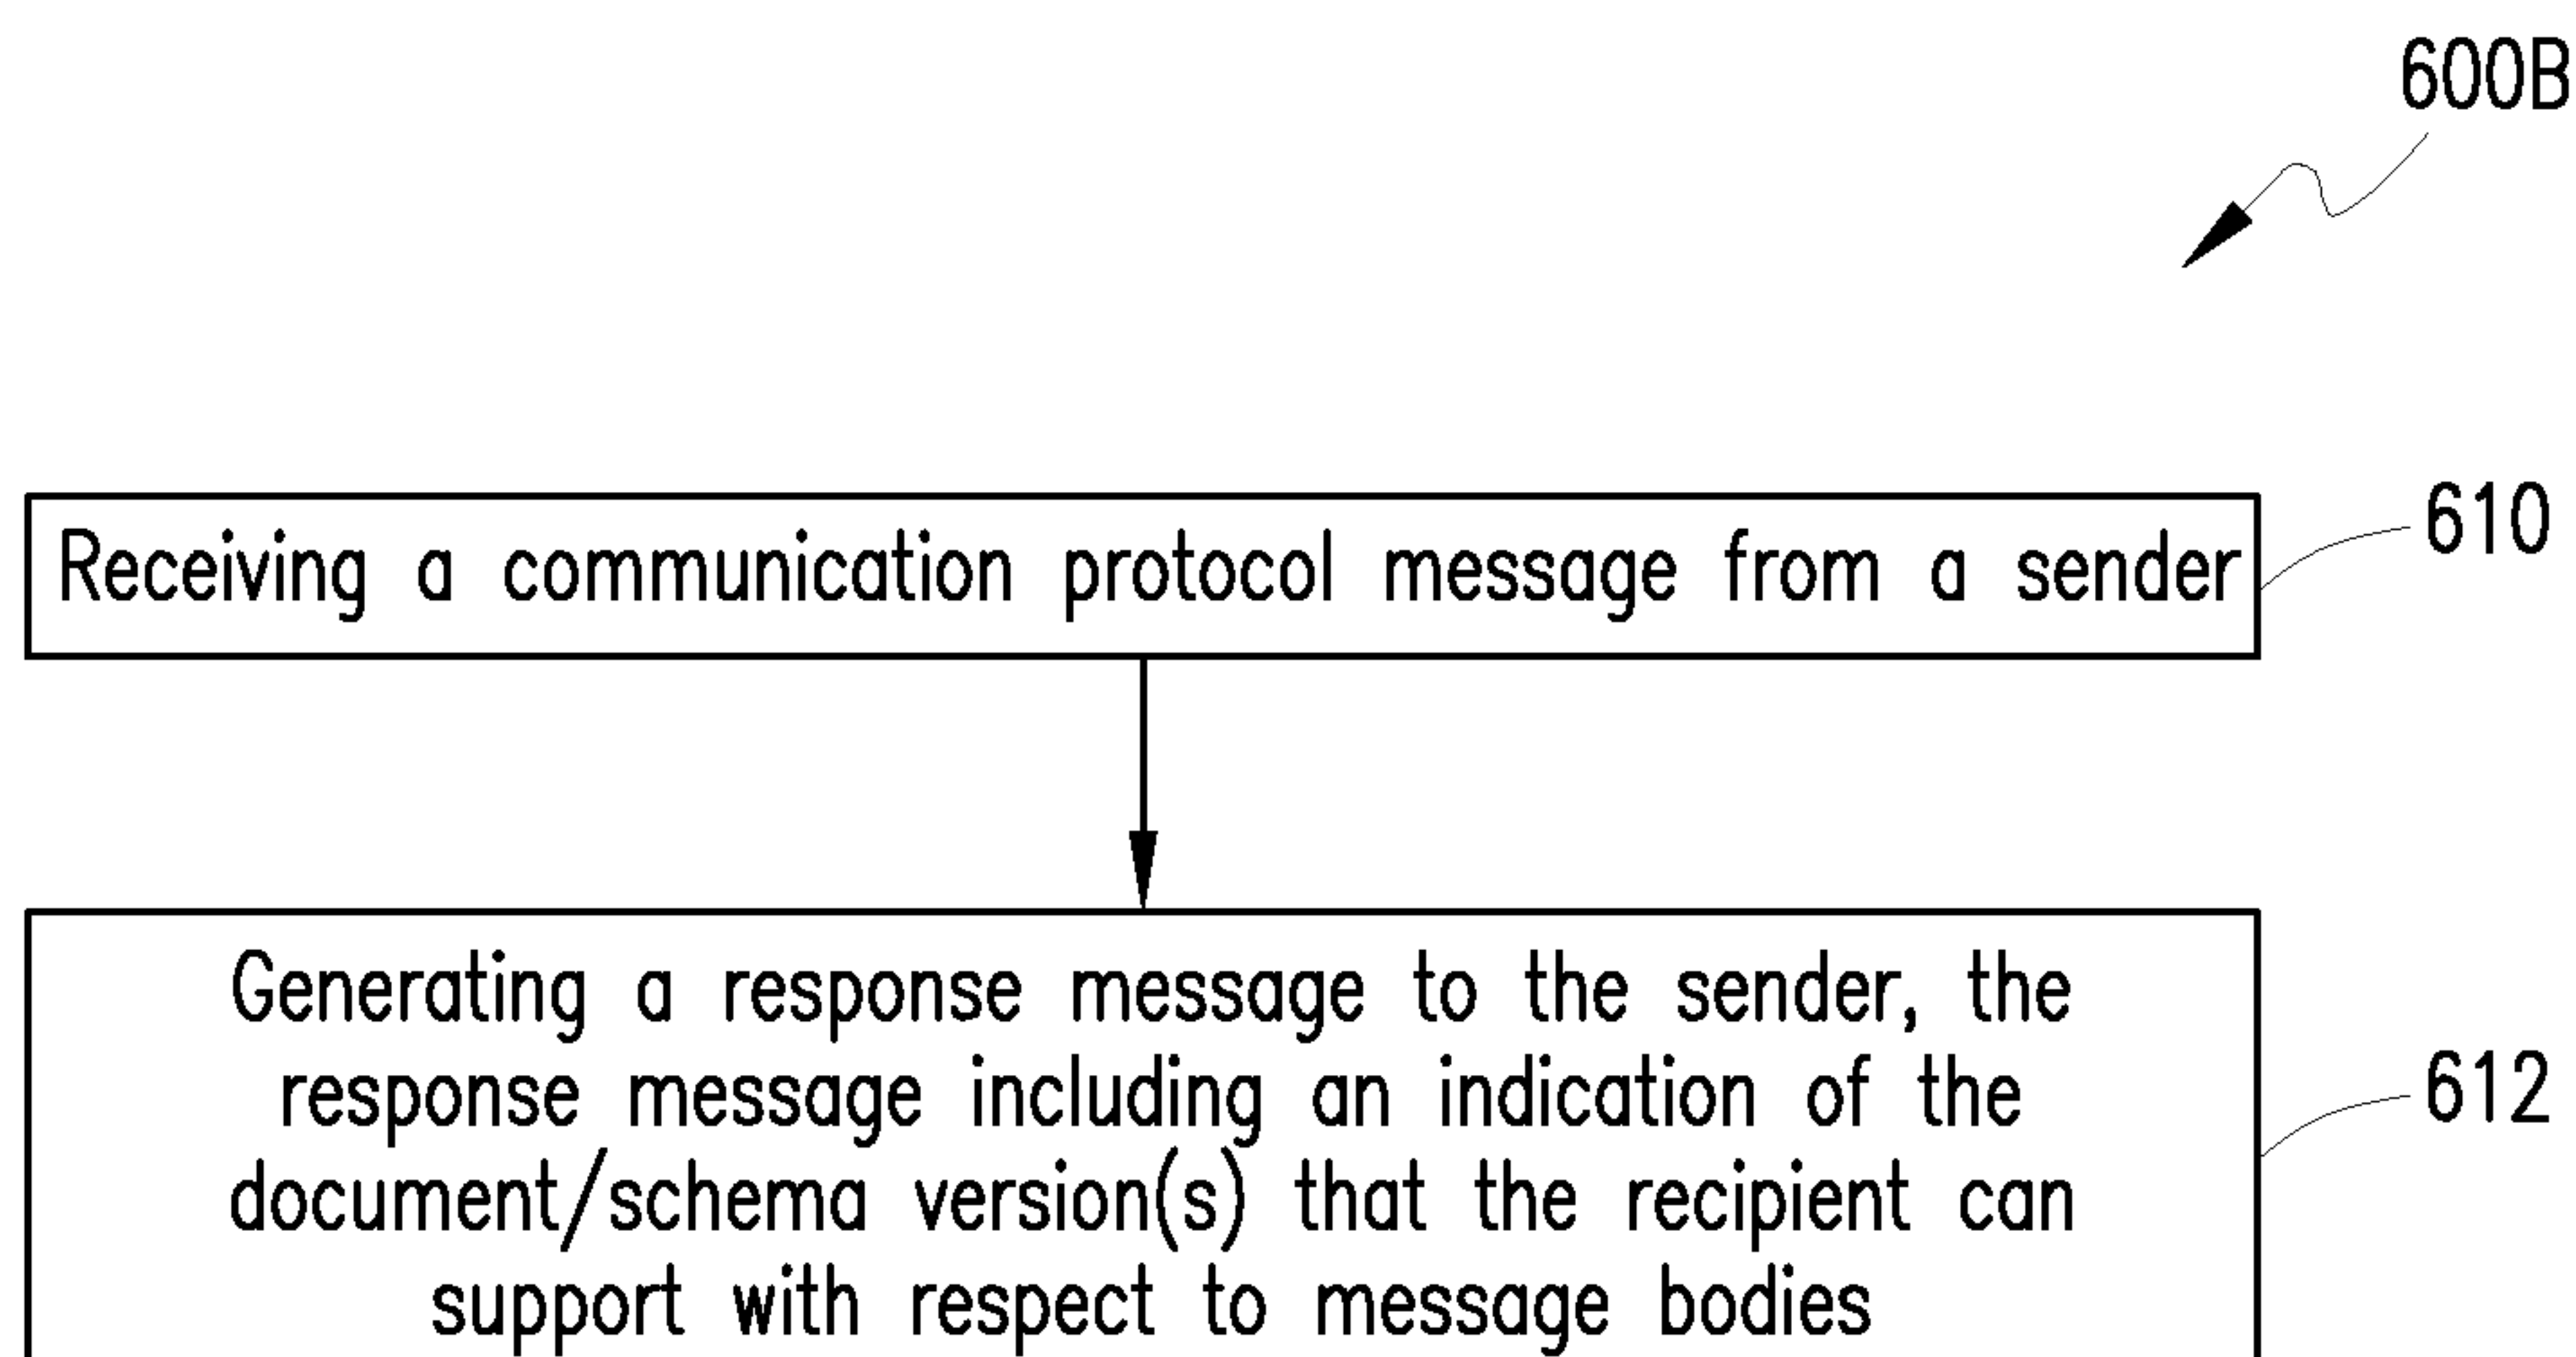 600B
Receiving a communication protocol message from a sender
610
Generating a response message to the sender, the
response message including an indication of the
document/schema version(s) that the recipient can
support with respect to message bodies
612